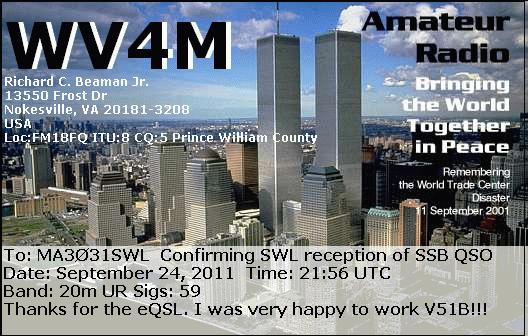 WV4M
Amateur
Radio
Bringing
the World
Together
in Peace
Richard C. Beaman Jr.
13550 Frost Dr
Nokesville, VA 20181-3208
USA
Loc:FM18FQ ITU:8 CQ:5 Prince William County
Remembering
the World Trade Center
Disaster
11 September 2001
To: MA3Ø31SWL  Confirming SWL reception of SSB QSO
Date: September 24, 2011  Time: 21:56 UTC
Band: 20m UR Sigs: 59
Thanks for the eQSL. I was very happy to work V51B!!!